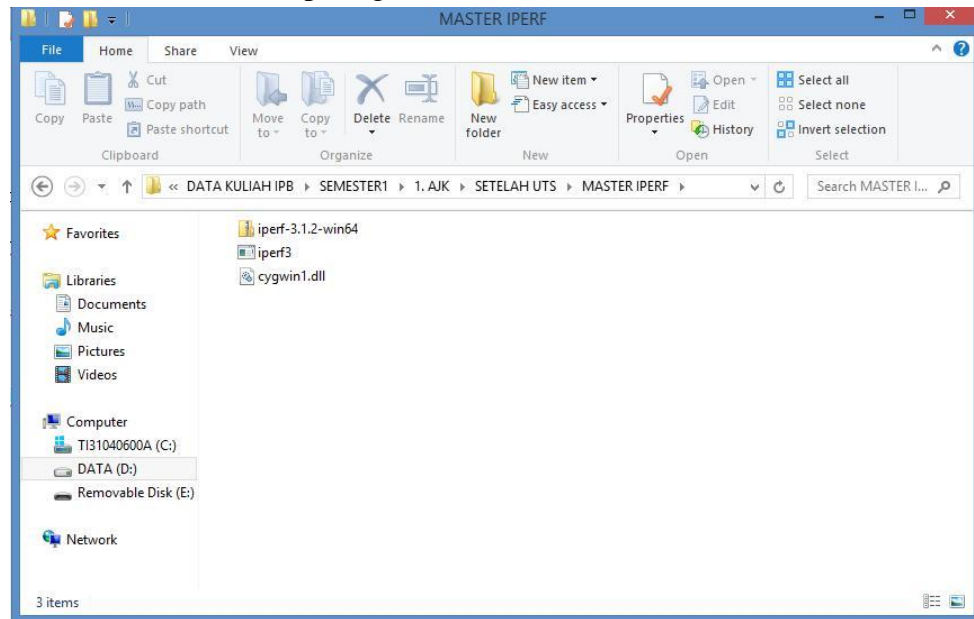 MASTER IPERF
File Home Share View
Copy Paste Cut Copy path Paste shortcut
Move to Copy to Delete Rename
New folder New item Easy access
Properties Open Edit History
Select all Select none Invert selection
Clipboard Organize New Open Select
« DATA KULIAH IPB SEMESTER1 1. AJK SETELAH UTS MASTER IPERF Search MASTER I...
Favorites
Libraries
Documents
Music
Pictures
Videos
Computer
TI31040600A (C:)
DATA (D:)
Removable Disk (E:)
Network
iperf-3.1.2-win64
iperf3
cygwin1.dll
3 items